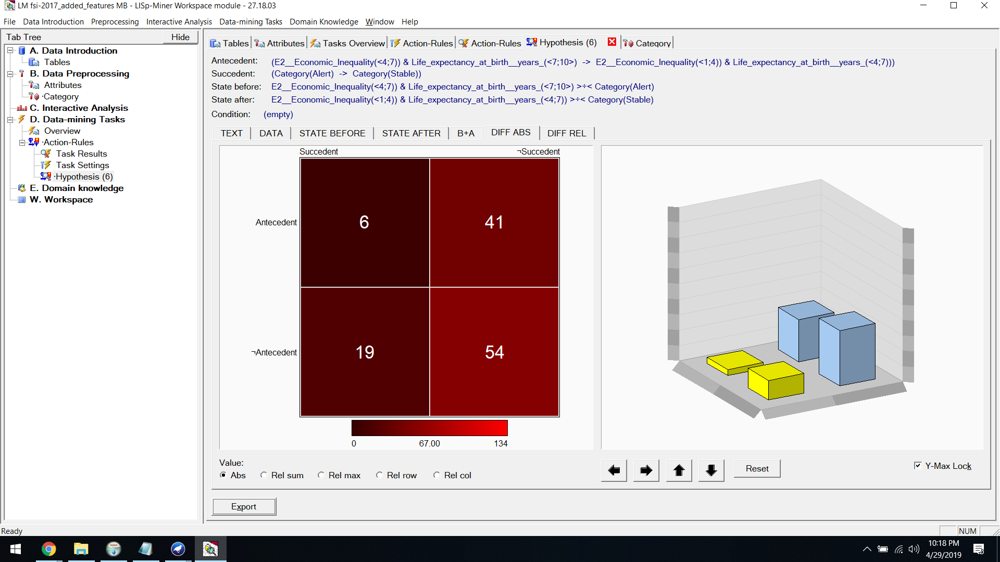 LM fsi-2017_added_features MB - LISp-Miner Workspace module - 27.18.03
File Data Introduction Preprocessing Interactive Analysis Data-mining Tasks Domain Knowledge Window Help
Tab Tree Hide
A. Data Introduction
Tables
B. Data Preprocessing
Attributes
·Category
C. Interactive Analysis
D. Data-mining Tasks
Overview
·Action-Rules
Task Results
Task Settings
·Hypothesis (6)
E. Domain knowledge
W. Workspace
Tables Attributes Tasks Overview Action-Rules Action-Rules Hypothesis (6) Category
Antecedent: (E2__Economic_Inequality(<4;7)) & Life_expectancy_at_birth__years_(<7;10>) -> E2__Economic_Inequality(<1;4)) & Life_expectancy_at_birth__years_(<4;7)))
Succedent: (Category(Alert) -> Category(Stable))
State before: E2__Economic_Inequality(<4;7)) & Life_expectancy_at_birth__years_(<7;10>) >÷< Category(Alert)
State after: E2__Economic_Inequality(<1;4)) & Life_expectancy_at_birth__years_(<4;7)) >÷< Category(Stable)
Condition: (empty)
TEXT DATA STATE BEFORE STATE AFTER B+A DIFF ABS DIFF REL
Succedent ¬Succedent
Antecedent 6 41
¬Antecedent 19 54
0 67.00 134
Value:
Abs Rel sum Rel max Rel row Rel col
Reset
Y-Max Lock
Export
Ready
NUM
10:18 PM
4/29/2019